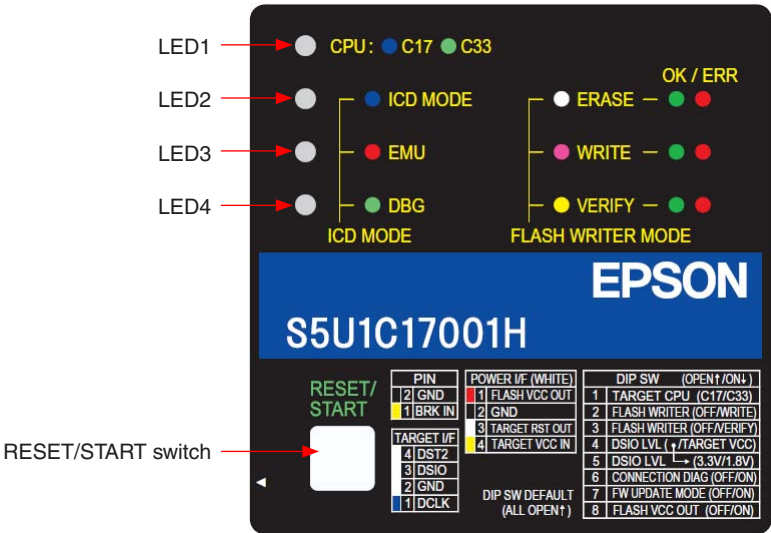 LED1
CPU: C17 C33
OK / ERR
LED2
ICD MODE
ERASE
LED3
EMU
WRITE
LED4
DBG
VERIFY
ICD MODE
FLASH WRITER MODE
EPSON
S5U1C17001H
RESET/
START
RESET/START switch
PIN
2 GND
1 BRK IN
TARGET I/F
4 DST2
3 DSIO
2 GND
1 DCLK
POWER I/F (WHITE)
1 FLASH VCC OUT
2 GND
3 TARGET RST OUT
4 TARGET VCC IN
DIP SW DEFAULT
(ALL OPEN↑)
DIP SW (OPEN↑/ON↓)
1 TARGET CPU (C17/C33)
2 FLASH WRITER (OFF/WRITE)
3 FLASH WRITER (OFF/VERIFY)
4 DSIO LVL (/TARGET VCC)
5 DSIO LVL (3.3V/1.8V)
6 CONNECTION DIAG (OFF/ON)
7 FW UPDATE MODE (OFF/ON)
8 FLASH VCC OUT (OFF/ON)